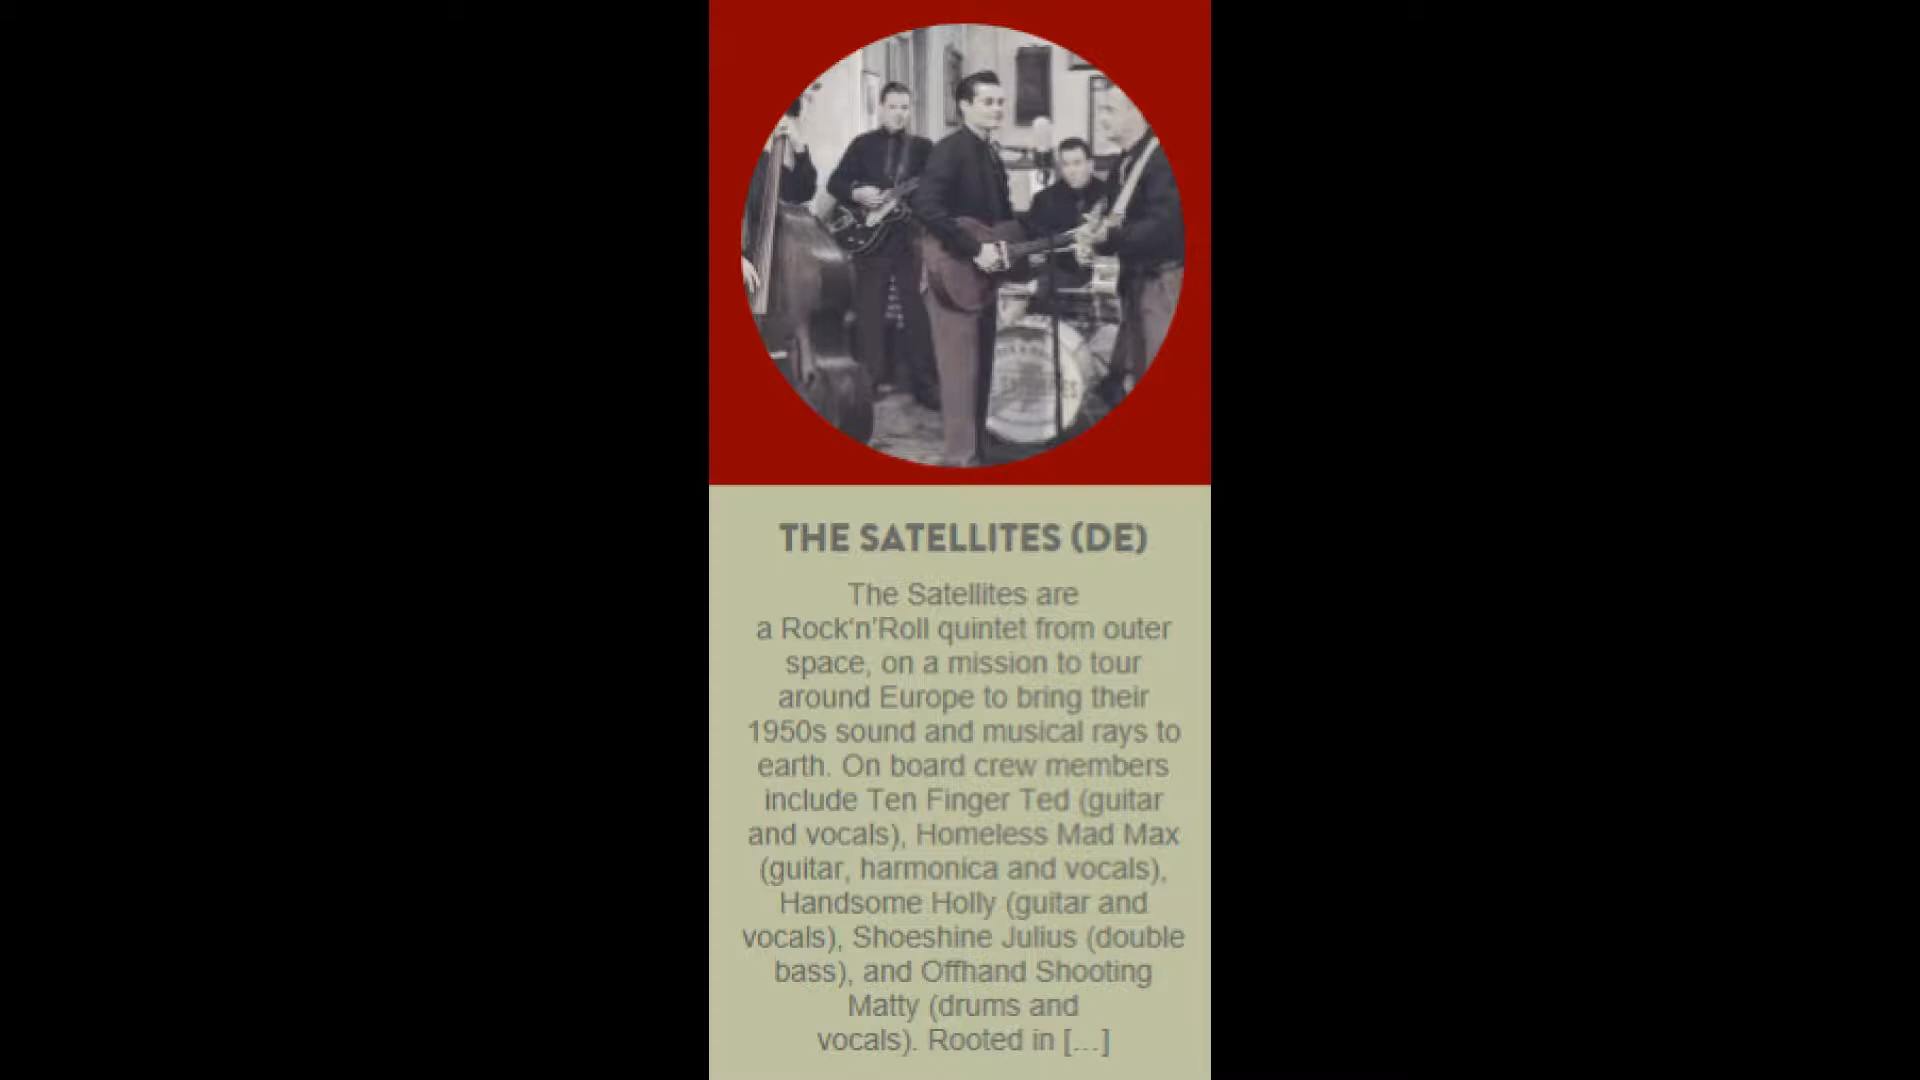 THE SATELLITES (DE)
The Satellites are
a Rock‘n’Roll quintet from outer
space, on a mission to tour
around Europe to bring their
1950s sound and musical rays to
earth. On board crew members
include Ten Finger Ted (guitar
and vocals), Homeless Mad Max
(guitar, harmonica and vocals),
Handsome Holly (guitar and
vocals), Shoeshine Julius (double
bass), and Offhand Shooting
Matty (drums and
vocals). Rooted in [...]